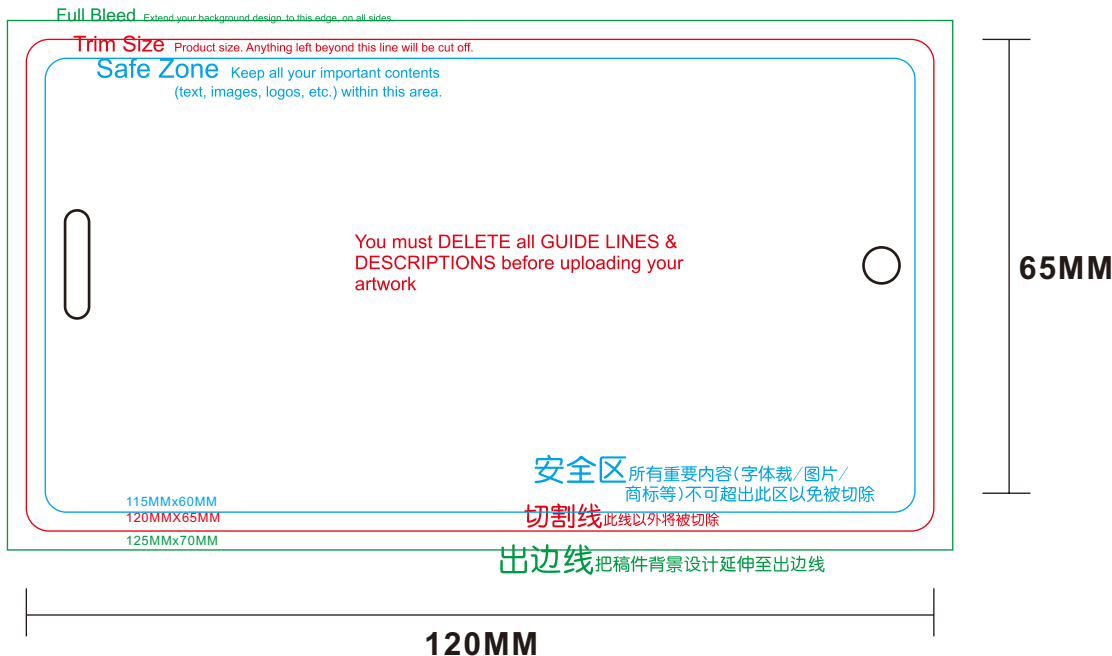 Full Bleed Extend your background design to this edge, on all sides.
Trim Size Product size. Anything left beyond this line will be cut off.
Safe Zone Keep all your important contents
(text, images, logos, etc.) within this area.
You must DELETE all GUIDE LINES &
DESCRIPTIONS before uploading your
artwork
65MM
安全区所有重要内容(字体裁/图片/
商标等)不可超出此区以免被切除
115MMx60MM
切割线此线以外将被切除
120MMX65MM
125MMx70MM
出边线把稿件背景设计延伸至出边线
120MM